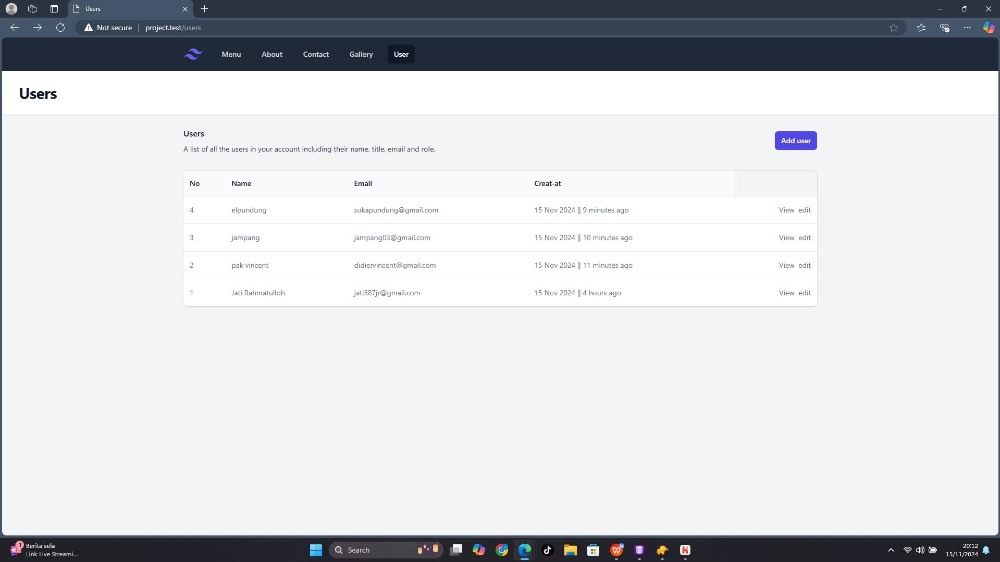 Users
Not secure project.test/users
Menu About Contact Gallery User
Users
Users
Add user
A list of all the users in your account including their name, title, email and role.
No Name Email Creat-at
4 elpundung sukapundung@gmail.com 15 Nov 2024 || 9 minutes ago View edit
3 jampang jampang03@gmail.com 15 Nov 2024 || 10 minutes ago View edit
2 pak vincent didiervincent@gmail.com 15 Nov 2024 || 11 minutes ago View edit
1 Jati Rahmatulloh jati587jr@gmail.com 15 Nov 2024 || 4 hours ago View edit
1 Berita sela
Link Live Streami...
Search
20:12
15/11/2024